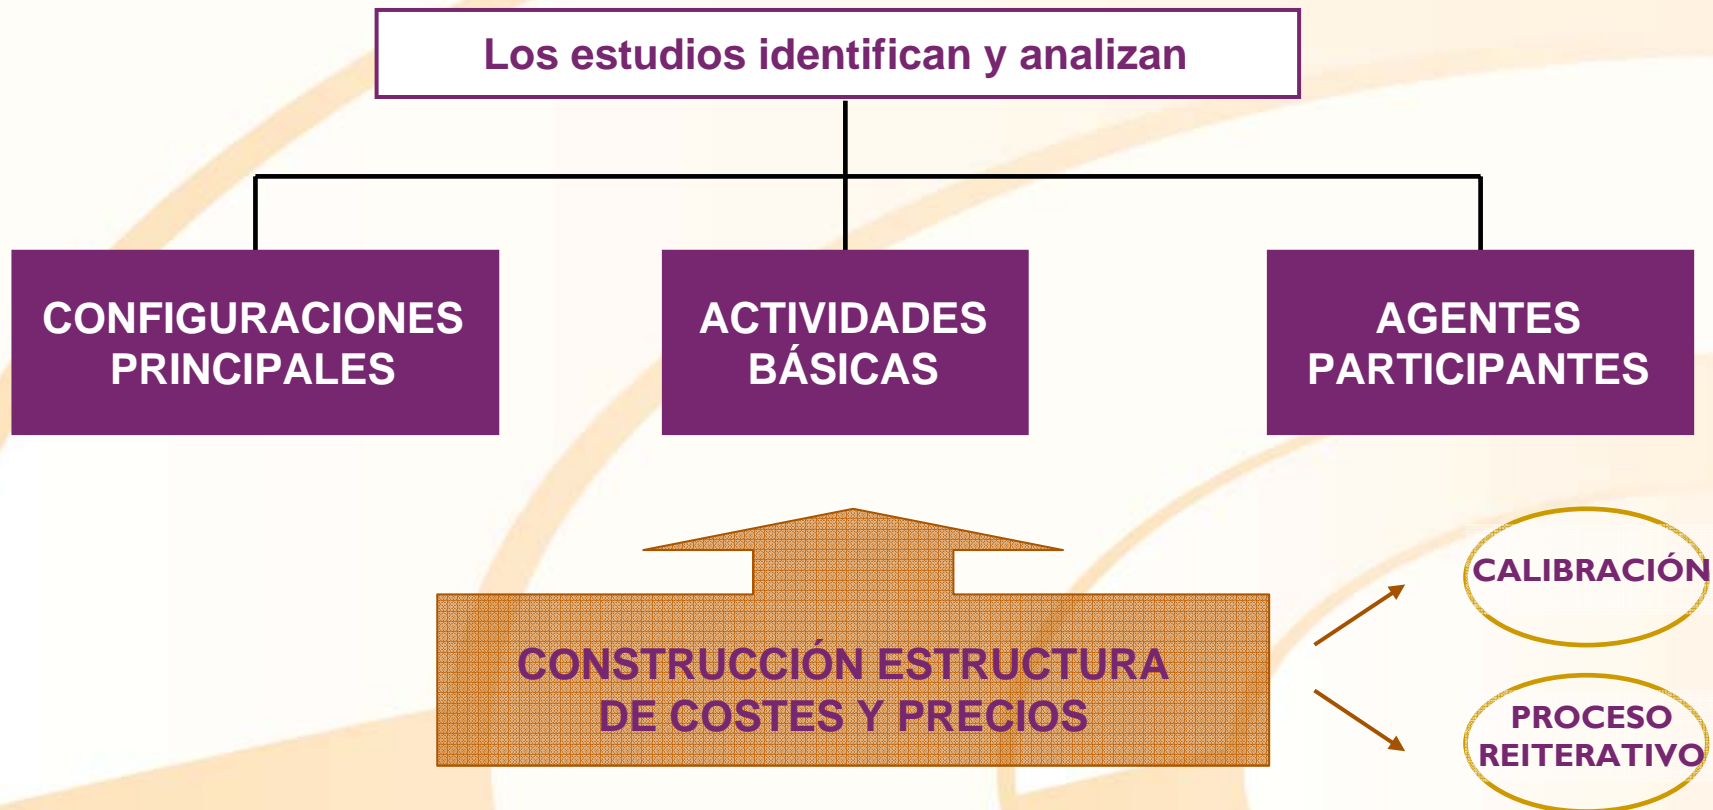 Los estudios identifican y analizan
CONFIGURACIONES
PRINCIPALES
ACTIVIDADES
BÁSICAS
AGENTES
PARTICIPANTES
CONSTRUCCIÓN ESTRUCTURA
DE COSTES Y PRECIOS
CALIBRACIÓN
PROCESO
REITERATIVO